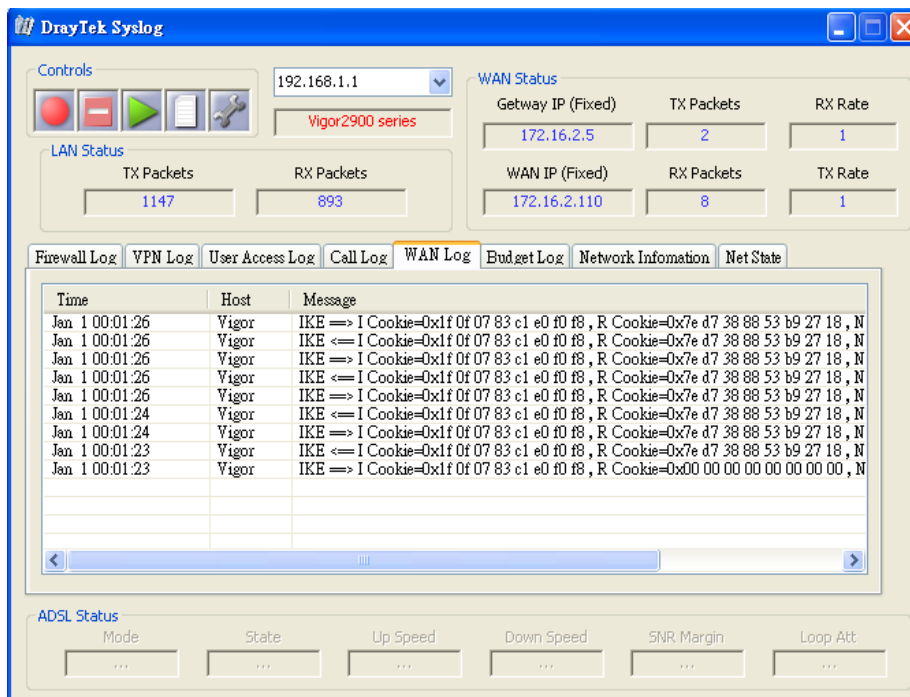 DrayTek Syslog
Controls
192.168.1.1
Vigor2900 series
WAN Status
Getway IP (Fixed) TX Packets RX Rate
172.16.2.5 2 1
WAN IP (Fixed) RX Packets TX Rate
172.16.2.110 8 1
LAN Status
TX Packets RX Packets
1147 893
Firewall Log VPN Log User Access Log Call Log WAN Log Budget Log Network Infomation Net State
Time Host Message
Jan 1 00:01:26 Vigor IKE ==> I Cookie=0x1f 0f 07 83 c1 e0 f0 f8 , R Cookie=0x7e d7 38 88 53 b9 27 18 , N
Jan 1 00:01:26 Vigor IKE <== I Cookie=0x1f 0f 07 83 c1 e0 f0 f8 , R Cookie=0x7e d7 38 88 53 b9 27 18 , N
Jan 1 00:01:26 Vigor IKE ==> I Cookie=0x1f 0f 07 83 c1 e0 f0 f8 , R Cookie=0x7e d7 38 88 53 b9 27 18 , N
Jan 1 00:01:26 Vigor IKE <== I Cookie=0x1f 0f 07 83 c1 e0 f0 f8 , R Cookie=0x7e d7 38 88 53 b9 27 18 , N
Jan 1 00:01:26 Vigor IKE ==> I Cookie=0x1f 0f 07 83 c1 e0 f0 f8 , R Cookie=0x7e d7 38 88 53 b9 27 18 , N
Jan 1 00:01:24 Vigor IKE <== I Cookie=0x1f 0f 07 83 c1 e0 f0 f8 , R Cookie=0x7e d7 38 88 53 b9 27 18 , N
Jan 1 00:01:24 Vigor IKE ==> I Cookie=0x1f 0f 07 83 c1 e0 f0 f8 , R Cookie=0x7e d7 38 88 53 b9 27 18 , N
Jan 1 00:01:23 Vigor IKE <== I Cookie=0x1f 0f 07 83 c1 e0 f0 f8 , R Cookie=0x7e d7 38 88 53 b9 27 18 , N
Jan 1 00:01:23 Vigor IKE ==> I Cookie=0x1f 0f 07 83 c1 e0 f0 f8 , R Cookie=0x00 00 00 00 00 00 00 00 , N
ADSL Status
Mode State Up Speed Down Speed SNR Margin Loop Att
... ... ... ... ... ...